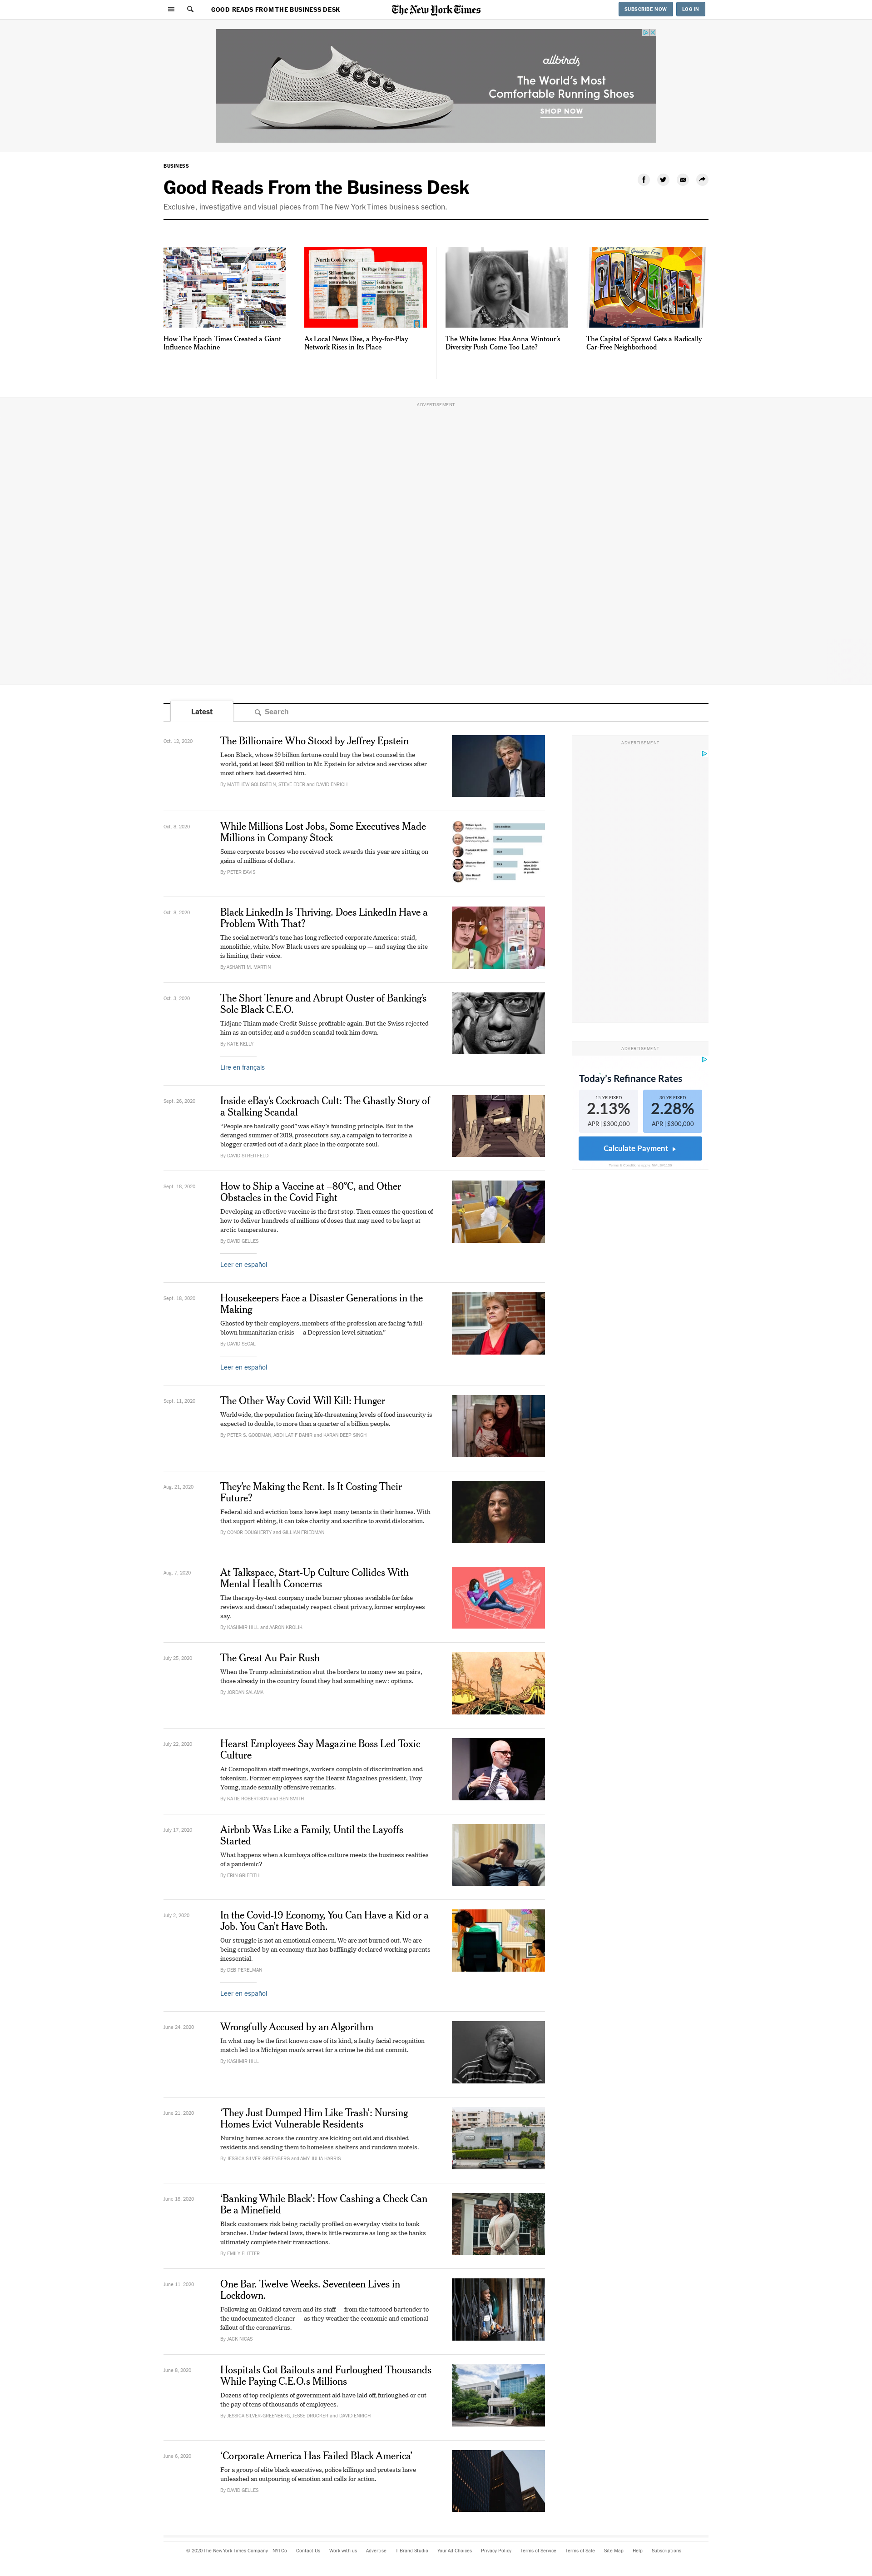 GOOD READS FROM THE BUSINESS DESK
The New York Times
SUBSCRIBE NOW
LOG IN
allbirds
The World's Most
Comfortable Running Shoes
SHOP NOW
BUSINESS
Good Reads From the Business Desk
Exclusive, investigative and visual pieces from The New York Times business section.
How The Epoch Times Created a Giant
Influence Machine
As Local News Dies, a Pay-for-Play
Network Rises in Its Place
The White Issue: Has Anna Wintour's
Diversity Push Come Too Late?
The Capital of Sprawl Gets a Radically
Car-Free Neighborhood
ADVERTISEMENT
Latest
Search
Oct. 12, 2020
The Billionaire Who Stood by Jeffrey Epstein
Leon Black, whose $9 billion fortune could buy the best counsel in the
world, paid at least $50 million to Mr. Epstein for advice and services after
most others had deserted him.
By MATTHEW GOLDSTEIN, STEVE EDER and DAVID ENRICH
ADVERTISEMENT
Oct. 8, 2020
While Millions Lost Jobs, Some Executives Made
Millions in Company Stock
Some corporate bosses who received stock awards this year are sitting on
gains of millions of dollars.
By PETER EAVIS
Oct. 8, 2020
Black LinkedIn Is Thriving. Does LinkedIn Have a
Problem With That?
The social network's tone has long reflected corporate America: staid,
monolithic, white. Now Black users are speaking up — and saying the site
is limiting their voice.
By ASHANTI M. MARTIN
Oct. 3, 2020
The Short Tenure and Abrupt Ouster of Banking's
Sole Black C.E.O.
Tidjane Thiam made Credit Suisse profitable again. But the Swiss rejected
him as an outsider, and a sudden scandal took him down.
By KATE KELLY
Lire en français
ADVERTISEMENT
Today's Refinance Rates
15-YR FIXED
2.13%
APR | $300,000
30-YR FIXED
2.28%
APR | $300,000
Calculate Payment
Sept. 26, 2020
Inside eBay's Cockroach Cult: The Ghastly Story of
a Stalking Scandal
"People are basically good" was eBay's founding principle. But in the
deranged summer of 2019, prosecutors say, a campaign to terrorize a
blogger crawled out of a dark place in the corporate soul.
By DAVID STREITFELD
Sept. 18, 2020
How to Ship a Vaccine at –80°C, and Other
Obstacles in the Covid Fight
Developing an effective vaccine is the first step. Then comes the question of
how to deliver hundreds of millions of doses that may need to be kept at
arctic temperatures.
By DAVID GELLES
Leer en español
Sept. 18, 2020
Housekeepers Face a Disaster Generations in the
Making
Ghosted by their employers, members of the profession are facing "a full-
blown humanitarian crisis — a Depression-level situation."
By DAVID SEGAL
Leer en español
Sept. 11, 2020
The Other Way Covid Will Kill: Hunger
Worldwide, the population facing life-threatening levels of food insecurity is
expected to double, to more than a quarter of a billion people.
By PETER S. GOODMAN, ABDI LATIF DAHIR and KARAN DEEP SINGH
Aug. 21, 2020
They're Making the Rent. Is It Costing Their
Future?
Federal aid and eviction bans have kept many tenants in their homes. With
that support ebbing, it can take charity and sacrifice to avoid dislocation.
By CONOR DOUGHERTY and GILLIAN FRIEDMAN
Aug. 7, 2020
At Talkspace, Start-Up Culture Collides With
Mental Health Concerns
The therapy-by-text company made burner phones available for fake
reviews and doesn't adequately respect client privacy, former employees
say.
By KASHMIR HILL and AARON KROLIK
July 25, 2020
The Great Au Pair Rush
When the Trump administration shut the borders to many new au pairs,
those already in the country found they had something new: options.
By JORDAN SALAMA
July 22, 2020
Hearst Employees Say Magazine Boss Led Toxic
Culture
At Cosmopolitan staff meetings, workers complain of discrimination and
tokenism. Former employees say the Hearst Magazines president, Troy
Young, made sexually offensive remarks.
By KATIE ROBERTSON and BEN SMITH
July 17, 2020
Airbnb Was Like a Family, Until the Layoffs
Started
What happens when a kumbaya office culture meets the business realities
of a pandemic?
By ERIN GRIFFITH
July 2, 2020
In the Covid-19 Economy, You Can Have a Kid or a
Job. You Can't Have Both.
Our struggle is not an emotional concern. We are not burned out. We are
being crushed by an economy that has bafflingly declared working parents
inessential.
By DEB PERELMAN
Leer en español
June 24, 2020
Wrongfully Accused by an Algorithm
In what may be the first known case of its kind, a faulty facial recognition
match led to a Michigan man's arrest for a crime he did not commit.
By KASHMIR HILL
June 21, 2020
'They Just Dumped Him Like Trash': Nursing
Homes Evict Vulnerable Residents
Nursing homes across the country are kicking out old and disabled
residents and sending them to homeless shelters and rundown motels.
By JESSICA SILVER-GREENBERG and AMY JULIA HARRIS
June 18, 2020
'Banking While Black': How Cashing a Check Can
Be a Minefield
Black customers risk being racially profiled on everyday visits to bank
branches. Under federal laws, there is little recourse as long as the banks
ultimately complete their transactions.
By EMILY FLITTER
June 11, 2020
One Bar. Twelve Weeks. Seventeen Lives in
Lockdown.
Following an Oakland tavern and its staff — from the tattooed bartender to
the undocumented cleaner — as they weather the economic and emotional
fallout of the coronavirus.
By JACK NICAS
June 8, 2020
Hospitals Got Bailouts and Furloughed Thousands
While Paying C.E.O.s Millions
Dozens of top recipients of government aid have laid off, furloughed or cut
the pay of tens of thousands of employees.
By JESSICA SILVER-GREENBERG, JESSE DRUCKER and DAVID ENRICH
June 6, 2020
'Corporate America Has Failed Black America'
For a group of elite black executives, police killings and protests have
unleashed an outpouring of emotion and calls for action.
By DAVID GELLES
© 2020 The New York Times Company NYTCo Contact Us Work with us Advertise T Brand Studio Your Ad Choices Privacy Policy Terms of Service Terms of Sale Site Map Help Subscriptions